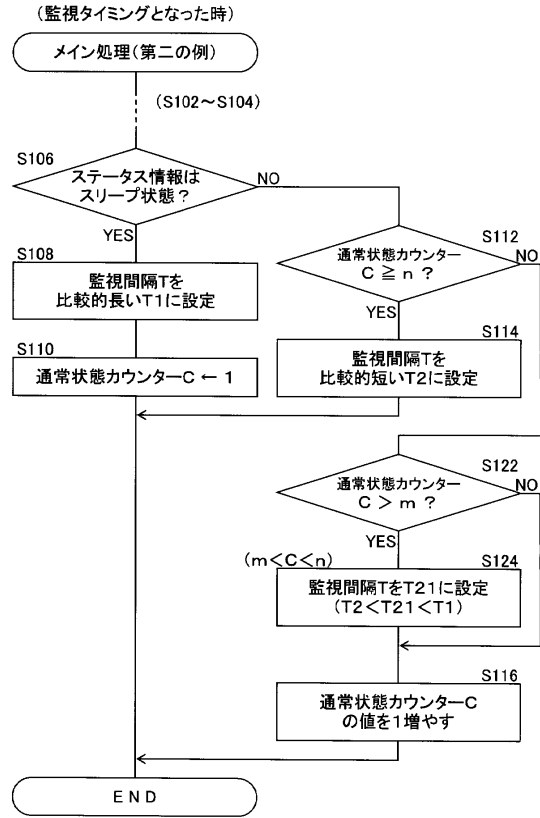 (監視タイミングとなった時)
メイン処理(第二の例)
(S102～S104)
S106
ステータス情報は
スリープ状態？
NO
YES
S108
監視間隔Tを
比較的長いT1に設定
S110
通常状態カウンターC ← 1
S112
通常状態カウンター
C ≧ n ？
NO
YES
S114
監視間隔Tを
比較的短いT2に設定
S122
通常状態カウンター
C ＞ m ？
NO
YES
(m＜C＜n)
S124
監視間隔TをT21に設定
(T2＜T21＜T1)
S116
通常状態カウンターC
の値を1増やす
END